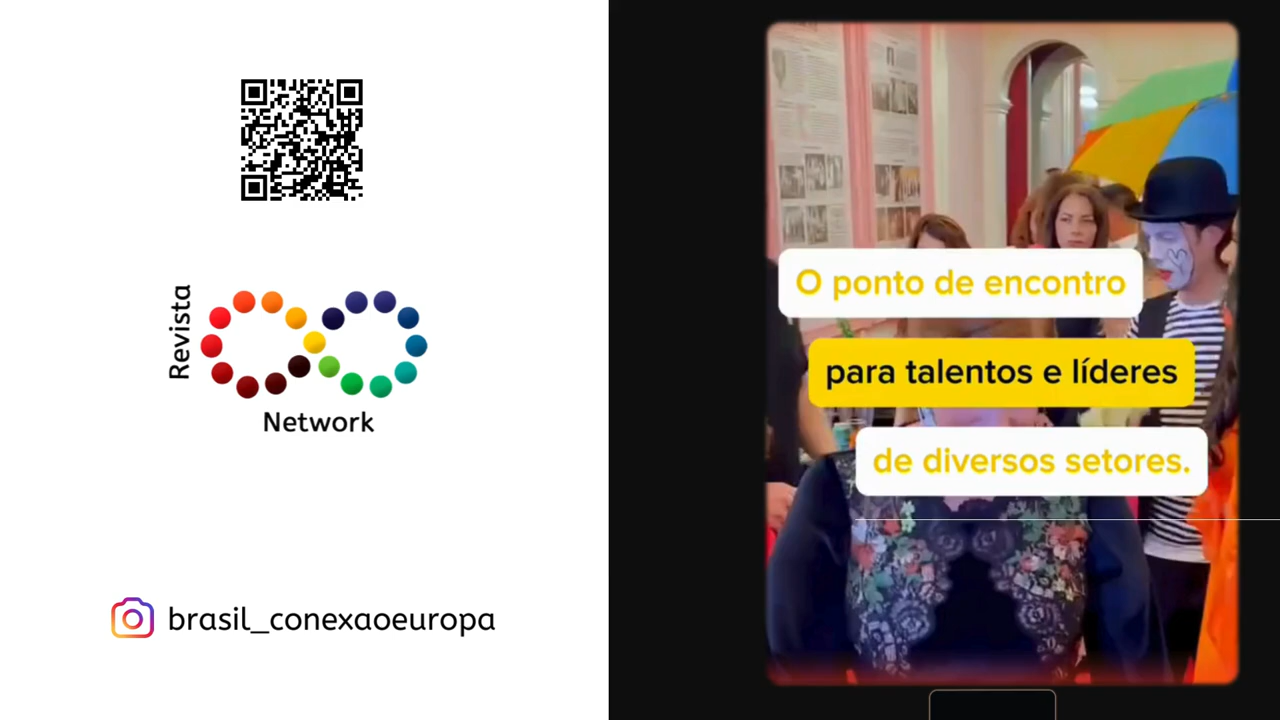 Revista
Network
brasil_conexaoeuropa
O ponto de encontro
para talentos e líderes
de diversos setores.